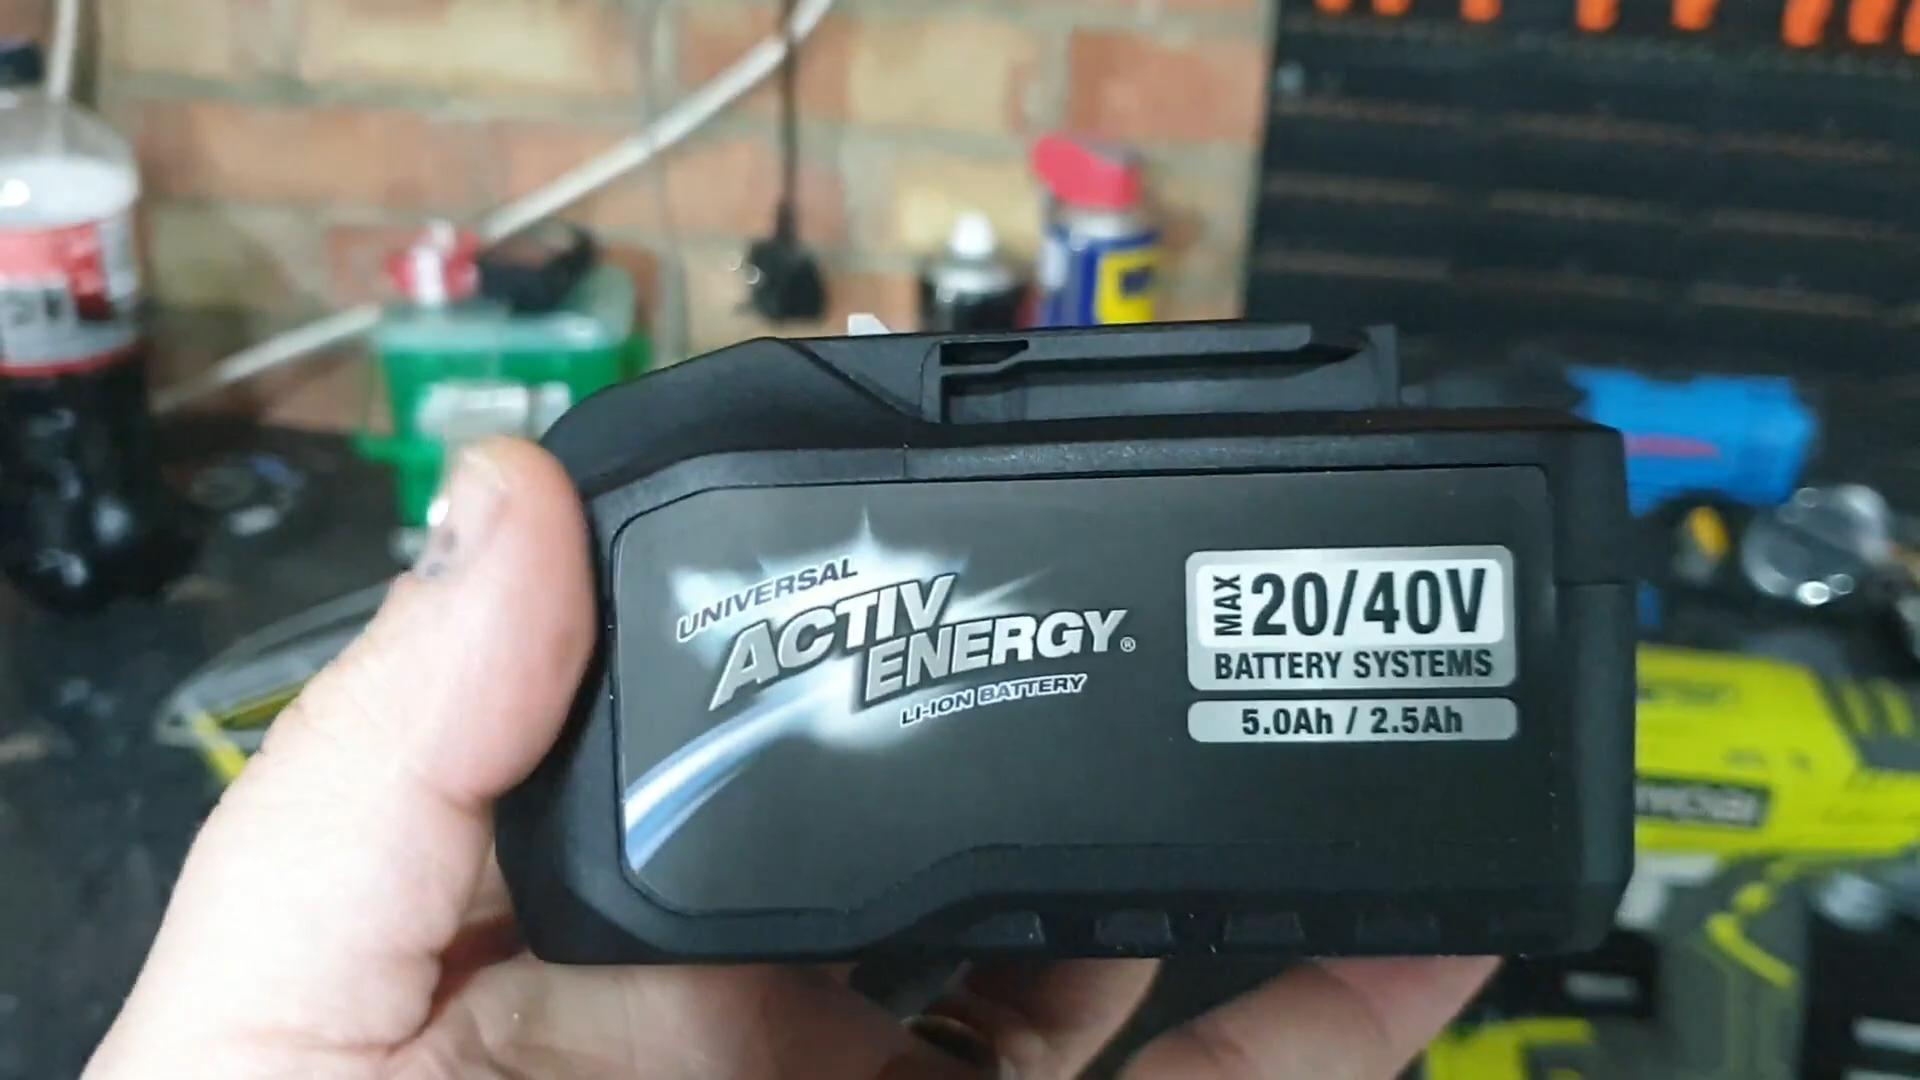 UNIVERSAL
ACTIV
ENERGY®
LI-ION BATTERY
MAX 20/40V
BATTERY SYSTEMS
5.0Ah / 2.5Ah